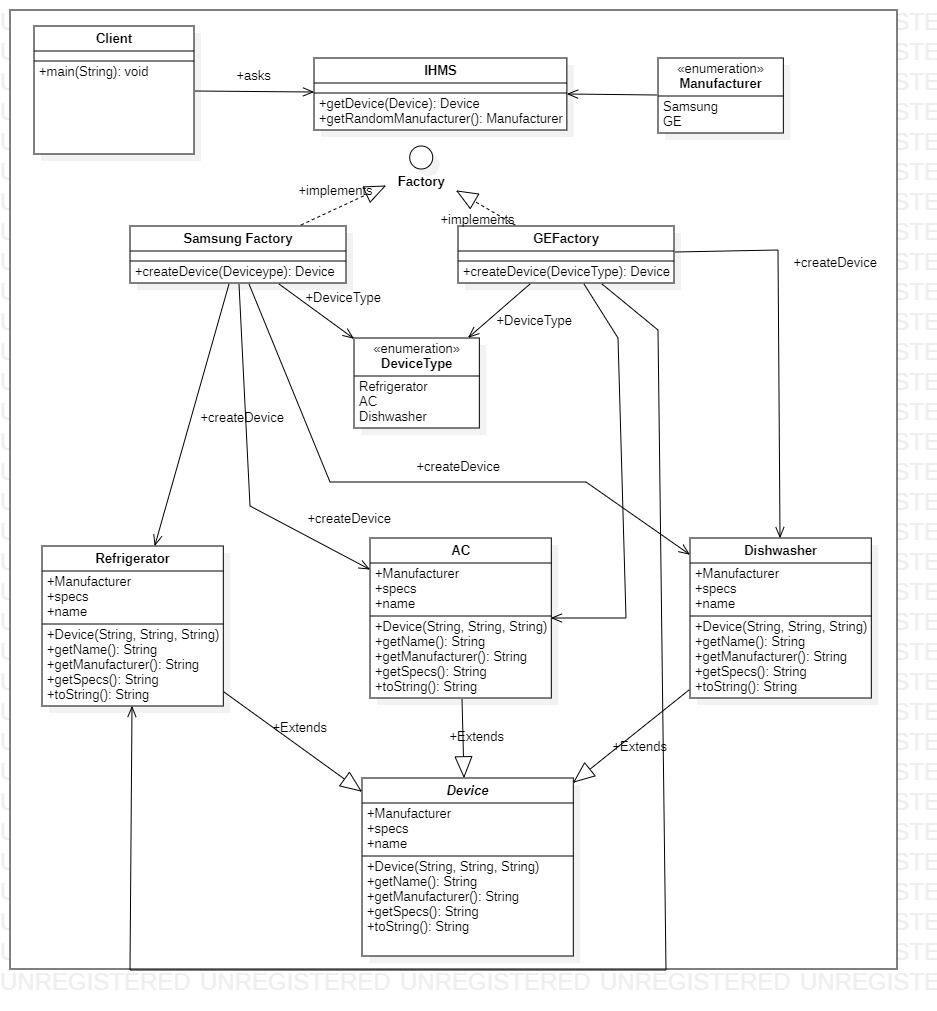 Client
+main(String): void
+asks
IHMS
+getDevice(Device): Device
+getRandomManufacturer(): Manufacturer
«enumeration»
Manufacturer
Samsung
GE
Factory
+implements
+implements
Samsung Factory
+createDevice(Deviceype): Device
GEFactory
+createDevice(DeviceType): Device
+createDevice
+DeviceType
+DeviceType
«enumeration»
DeviceType
Refrigerator
AC
Dishwasher
+createDevice
+createDevice
+createDevice
Refrigerator
+Manufacturer
+specs
+name
+Device(String, String, String)
+getName(): String
+getManufacturer(): String
+getSpecs(): String
+toString(): String
AC
+Manufacturer
+specs
+name
+Device(String, String, String)
+getName(): String
+getManufacturer(): String
+getSpecs(): String
+toString(): String
Dishwasher
+Manufacturer
+specs
+name
+Device(String, String, String)
+getName(): String
+getManufacturer(): String
+getSpecs(): String
+toString(): String
+Extends
+Extends
+Extends
Device
+Manufacturer
+specs
+name
+Device(String, String, String)
+getName(): String
+getManufacturer(): String
+getSpecs(): String
+toString(): String
UNREGISTERED UNREGISTERED UNREGISTERED UNREGISTERED UNREGISTE